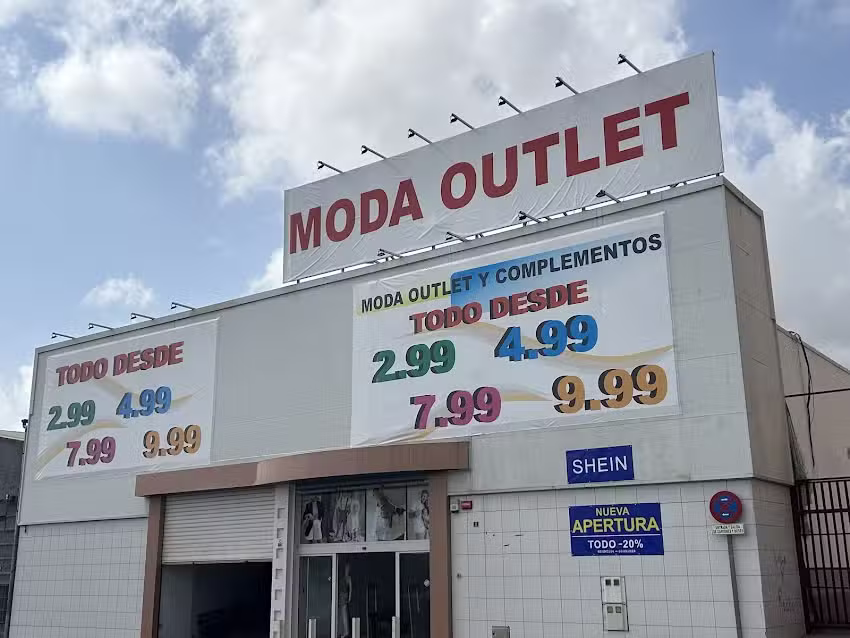 MODA OUTLET
MODA OUTLET Y COMPLEMENTOS
TODO DESDE
2.99 4.99
7.99 9.99
TODO DESDE
2.99 4.99
7.99 9.99
SHEIN
NUEVA
APERTURA
TODO -20%